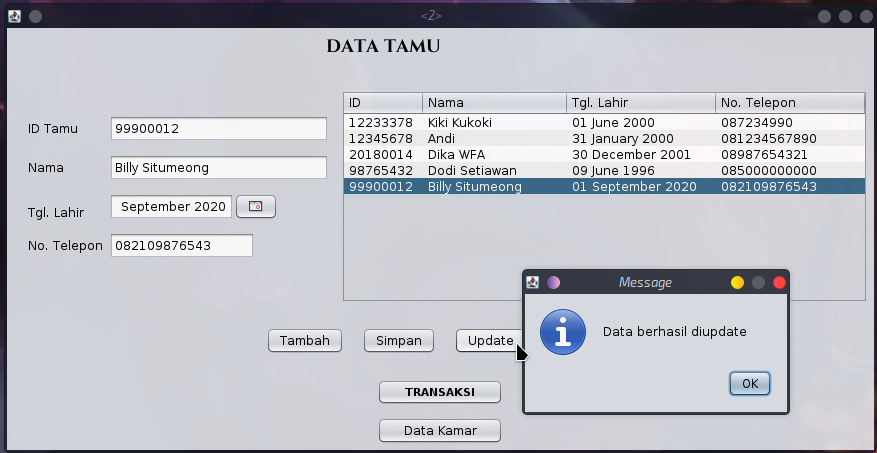 <2>
DATA TAMU
ID Tamu 99900012
Nama Billy Situmeong
Tgl. Lahir September 2020
No. Telepon 082109876543
ID Nama Tgl. Lahir No. Telepon
12233378 Kiki Kukoki 01 June 2000 087234990
12345678 Andi 31 January 2000 081234567890
20180014 Dika WFA 30 December 2001 08987654321
98765432 Dodi Setiawan 09 June 1996 085000000000
99900012 Billy Situmeong 01 September 2020 082109876543
Tambah Simpan Update
TRANSAKSI
Data Kamar
Message
Data berhasil diupdate
OK